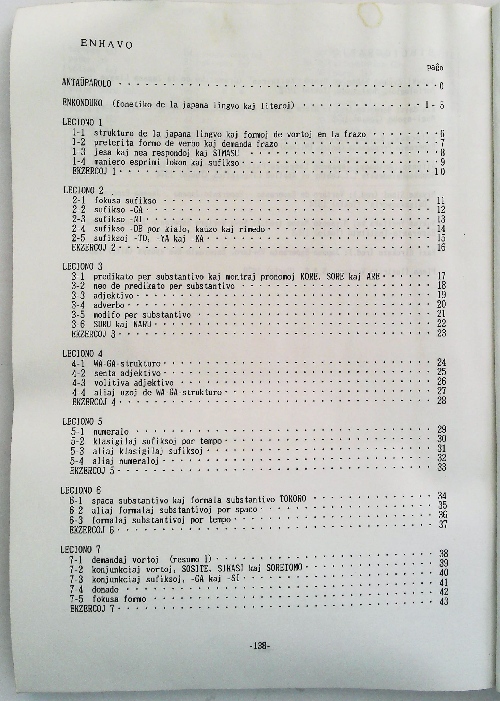 ENHAVO
paĝo
ANTAŬPAROLO 0
ENKONDUKO (fonetiko de la japana lingvo kaj literoj) 1-5
LECIONO 1
1-1 strukturo de la japana lingvo kaj formoj de vortoj en la frazo 6
1-2 preterita formo de verbo kaj demanda frazo 7
1-3 jesa kaj nea respondoj kaj SIMASU 8
1-4 maniero esprimi lokon kaj sufikso 9
EKZERCOJ 1 10
LECIONO 2
2-1 fokusa sufikso 11
2-2 sufikso -GA 12
2-3 sufikso -NI 13
2-4 sufikso -DE por kialo, kauzo kaj rimedo 14
2-5 sufiksoj -TO, -YA kaj -KA 15
EKZERCOJ 2 16
LECIONO 3
3-1 predikato per substantivo kaj montraj pronomoj KORE, SORE kaj ARE 17
3-2 neo de predikato per substantivo 18
3-3 adjektivo 19
3-4 adverbo 20
3-5 modifo per substantivo 21
3-6 SURU kaj NARU 22
EKZERCOJ 3 23
LECIONO 4
4-1 WA-GA-strukturo 24
4-2 senta adjektivo 25
4-3 volitiva adjektivo 26
4-4 aliaj uzoj de WA-GA-strukturo 27
EKZERCOJ 4 28
LECIONO 5
5-1 numeralo 29
5-2 klasigilaj sufiksoj por tempo 30
5-3 aliaj klasigilaj sufiksoj 31
5-4 aliaj numeraloj 32
EKZERCOJ 5 33
LECIONO 6
6-1 spaca substantivo kaj formala substantivo TOKORO 34
6-2 aliaj formalaj substantivoj por spaco 35
6-3 formalaj substantivoj por tempo 36
EKZERCOJ 6 37
LECIONO 7
7-1 demandaj vortoj (resumo 1) 38
7-2 konjunkciaj vortoj, SOSITE, SIKASI kaj SORETOMO 39
7-3 konjunkciaj sufiksoj, -GA kaj -SI 40
7-4 donado 41
7-5 fokusa formo 42
EKZERCOJ 7 43
-138-